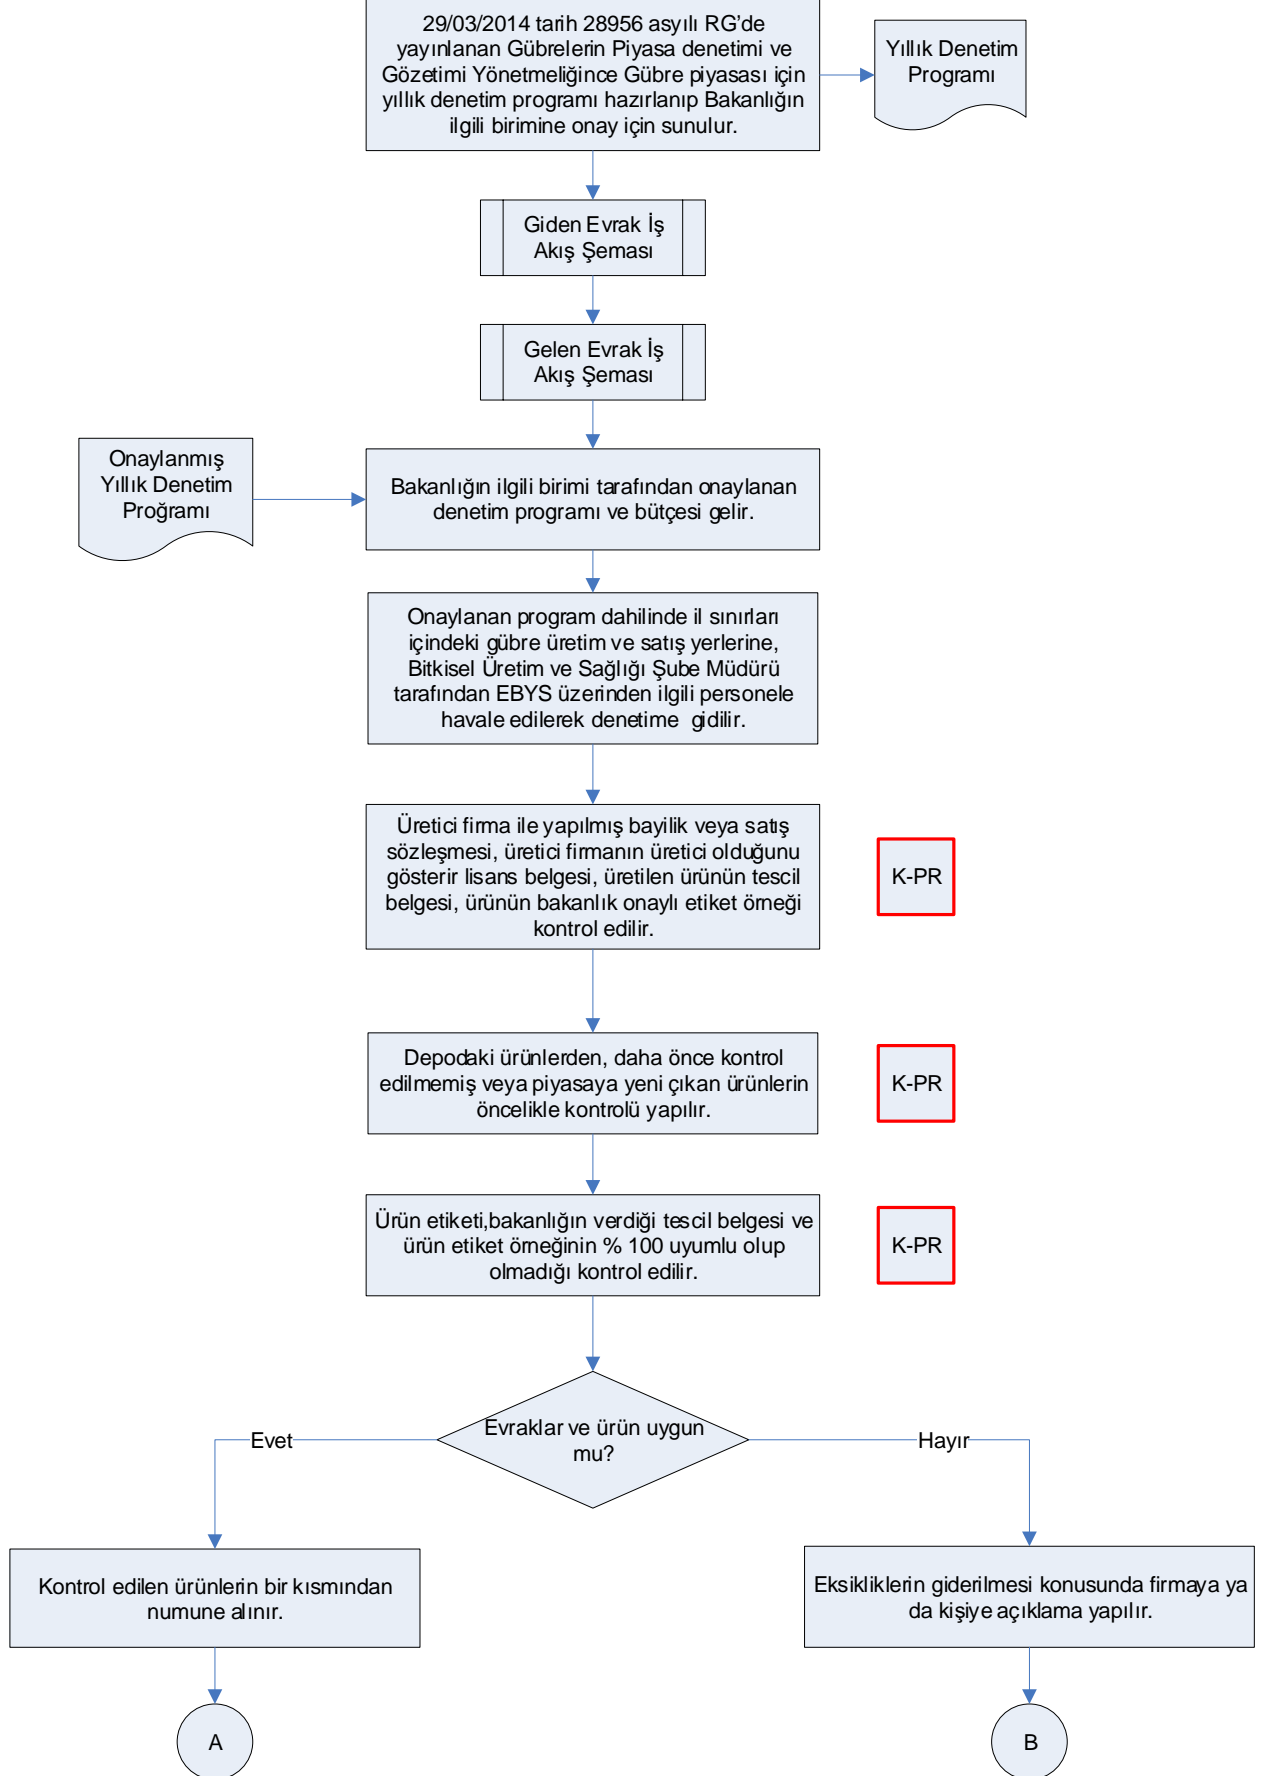 29/03/2014 tarih 28956 asyılı RG’de
yayınlanan Gübrelerin Piyasa denetimi ve
Gözetimi Yönetmeliğince Gübre piyasası için
yıllık denetim programı hazırlanıp Bakanlığın
ilgili birimine onay için sunulur.
Yıllık Denetim
Programı
Giden Evrak İş
Akış Şeması
Gelen Evrak İş
Akış Şeması
Onaylanmış
Yıllık Denetim
Proğramı
Bakanlığın ilgili birimi tarafından onaylanan
denetim programı ve bütçesi gelir.
Onaylanan program dahilinde il sınırları
içindeki gübre üretim ve satış yerlerine,
Bitkisel Üretim ve Sağlığı Şube Müdürü
tarafından EBYS üzerinden ilgili personele
havale edilerek denetime gidilir.
Üretici firma ile yapılmış bayilik veya satış
sözleşmesi, üretici firmanın üretici olduğunu
gösterir lisans belgesi, üretilen ürünün tescil
belgesi, ürünün bakanlık onaylı etiket örneği
kontrol edilir.
K-PR
Depodaki ürünlerden, daha önce kontrol
edilmemiş veya piyasaya yeni çıkan ürünlerin
öncelikle kontrolü yapılır.
K-PR
Ürün etiketi,bakanlığın verdiği tescil belgesi ve
ürün etiket örneğinin % 100 uyumlu olup
olmadığı kontrol edilir.
K-PR
Evraklar ve ürün uygun
mu?
Evet
Hayır
Kontrol edilen ürünlerin bir kısmından
numune alınır.
Eksikliklerin giderilmesi konusunda firmaya ya
da kişiye açıklama yapılır.
A
B